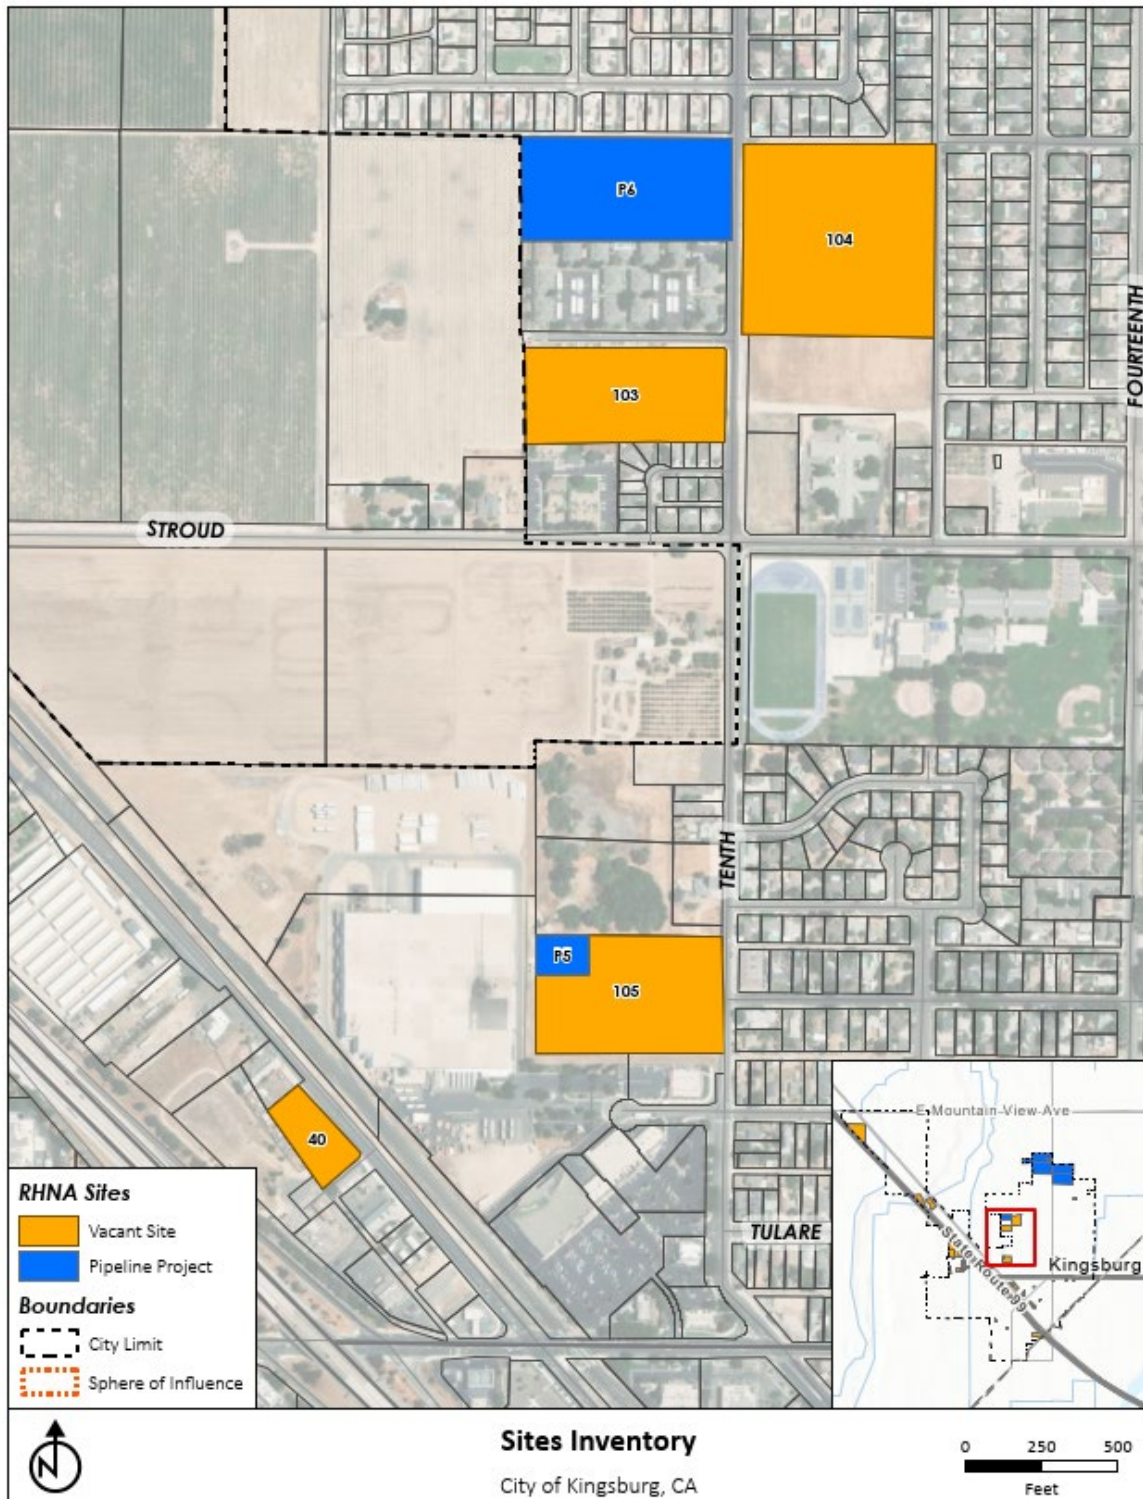 P6
104
103
FOURTEENTH
STROUD
TENTH
P5
105
40
TULARE
E Mountain View Ave
State Route 99
Kingsburg
RHNA Sites
Vacant Site
Pipeline Project
Boundaries
City Limit
Sphere of Influence
N
Sites Inventory
City of Kingsburg, CA
0 250 500
Feet